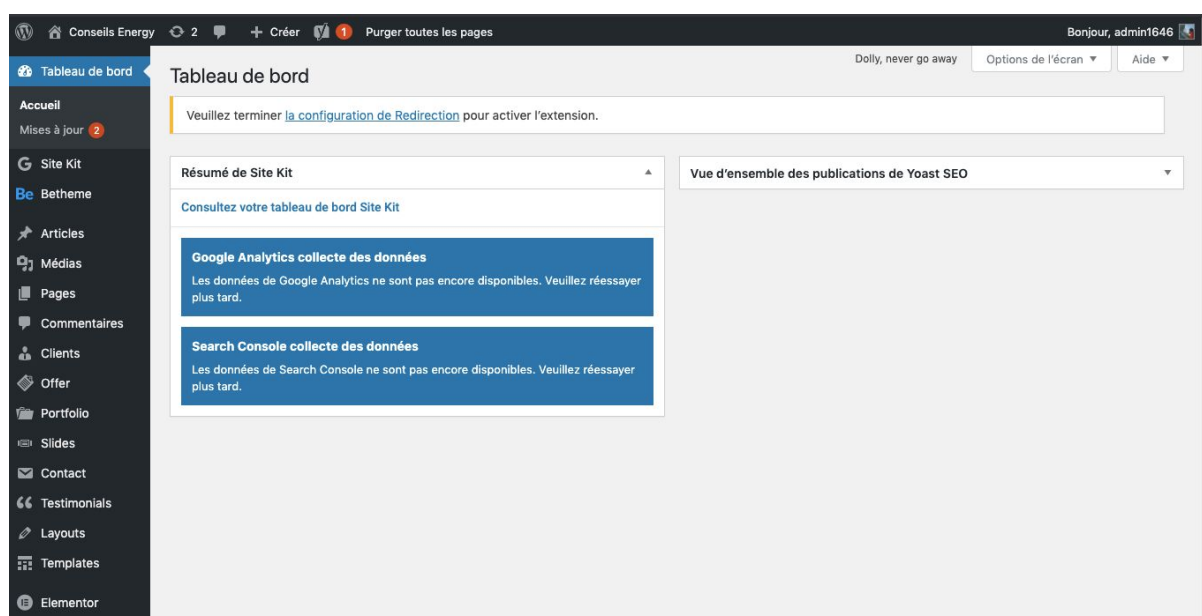 Conseils Energy 2 + Créer 1 Purger toutes les pages Bonjour, admin1646
Tableau de bord
Accueil
Mises à jour 2
G Site Kit
Be Betheme
Articles
Médias
Pages
Commentaires
Clients
Offer
Portfolio
Slides
Contact
Testimonials
Layouts
Templates
Elementor
Dolly, never go away Options de l'écran ▼ Aide ▼
Tableau de bord
Veuillez terminer la configuration de Redirection pour activer l'extension.
Résumé de Site Kit
Consultez votre tableau de bord Site Kit
Google Analytics collecte des données
Les données de Google Analytics ne sont pas encore disponibles. Veuillez réessayer
plus tard.
Search Console collecte des données
Les données de Search Console ne sont pas encore disponibles. Veuillez réessayer
plus tard.
Vue d'ensemble des publications de Yoast SEO